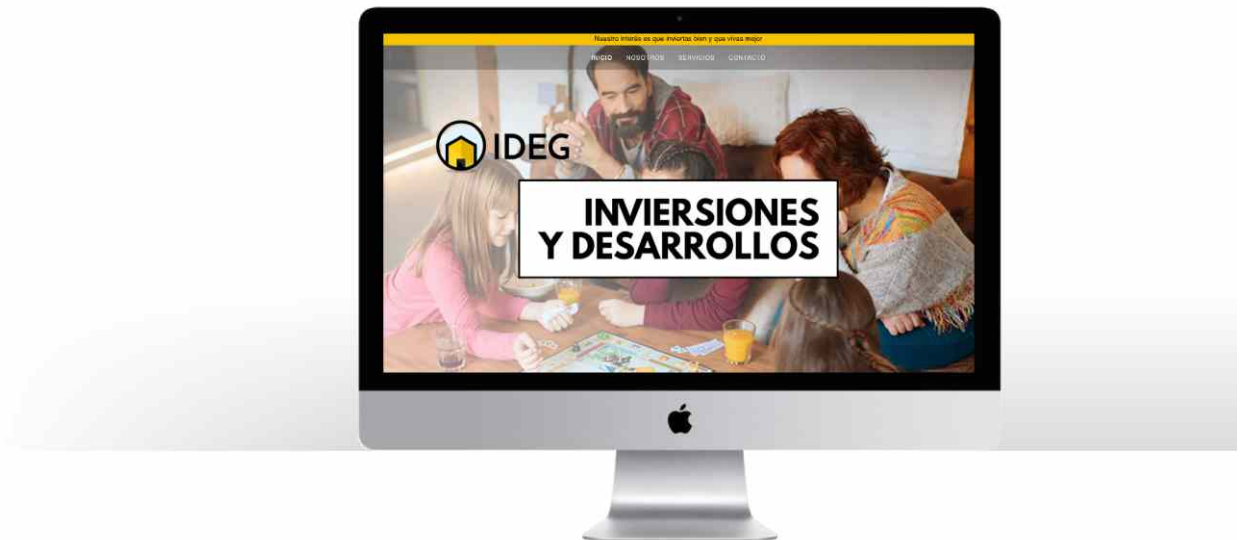 Nuestro interés es que inviertas bien y que vivas mejor
INICIO NOSOTROS SERVICIOS CONTACTO
IDEG
INVIERSIONES
Y DESARROLLOS